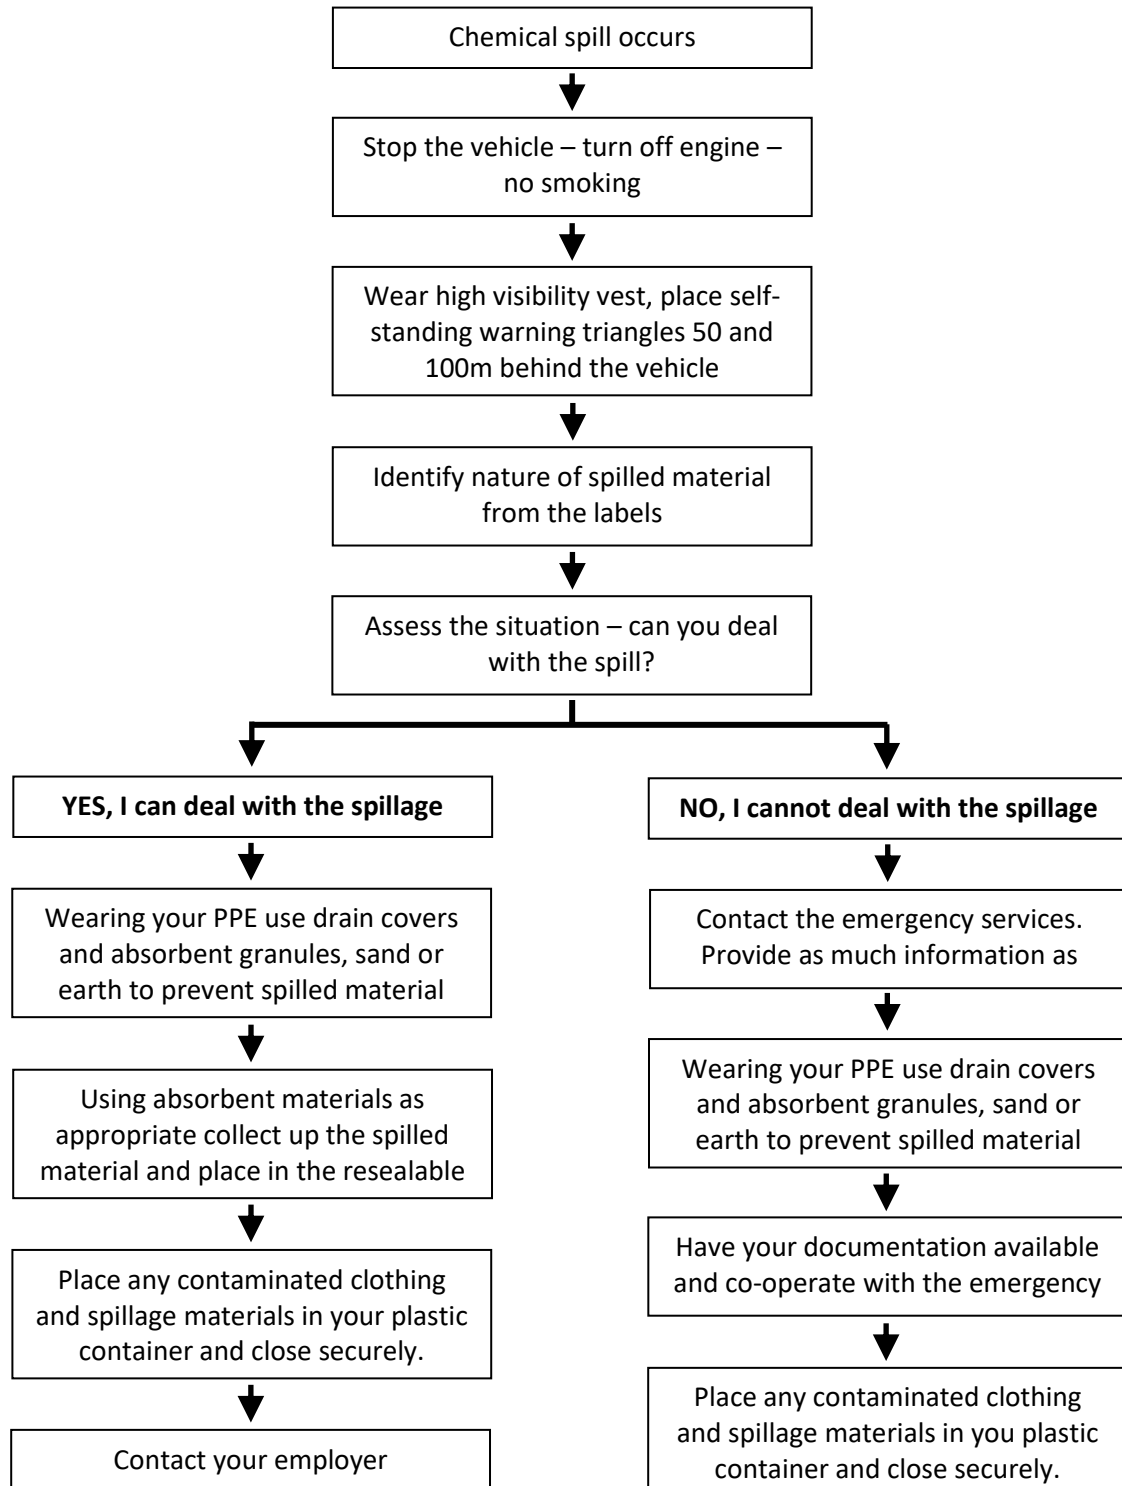 Chemical spill occurs
Stop the vehicle – turn off engine –
no smoking
Wear high visibility vest, place self-
standing warning triangles 50 and
100m behind the vehicle
Identify nature of spilled material
from the labels
Assess the situation – can you deal
with the spill?
YES, I can deal with the spillage
Wearing your PPE use drain covers
and absorbent granules, sand or
earth to prevent spilled material
Using absorbent materials as
appropriate collect up the spilled
material and place in the resealable
Place any contaminated clothing
and spillage materials in your plastic
container and close securely.
Contact your employer
NO, I cannot deal with the spillage
Contact the emergency services.
Provide as much information as
Wearing your PPE use drain covers
and absorbent granules, sand or
earth to prevent spilled material
Have your documentation available
and co-operate with the emergency
Place any contaminated clothing
and spillage materials in you plastic
container and close securely.